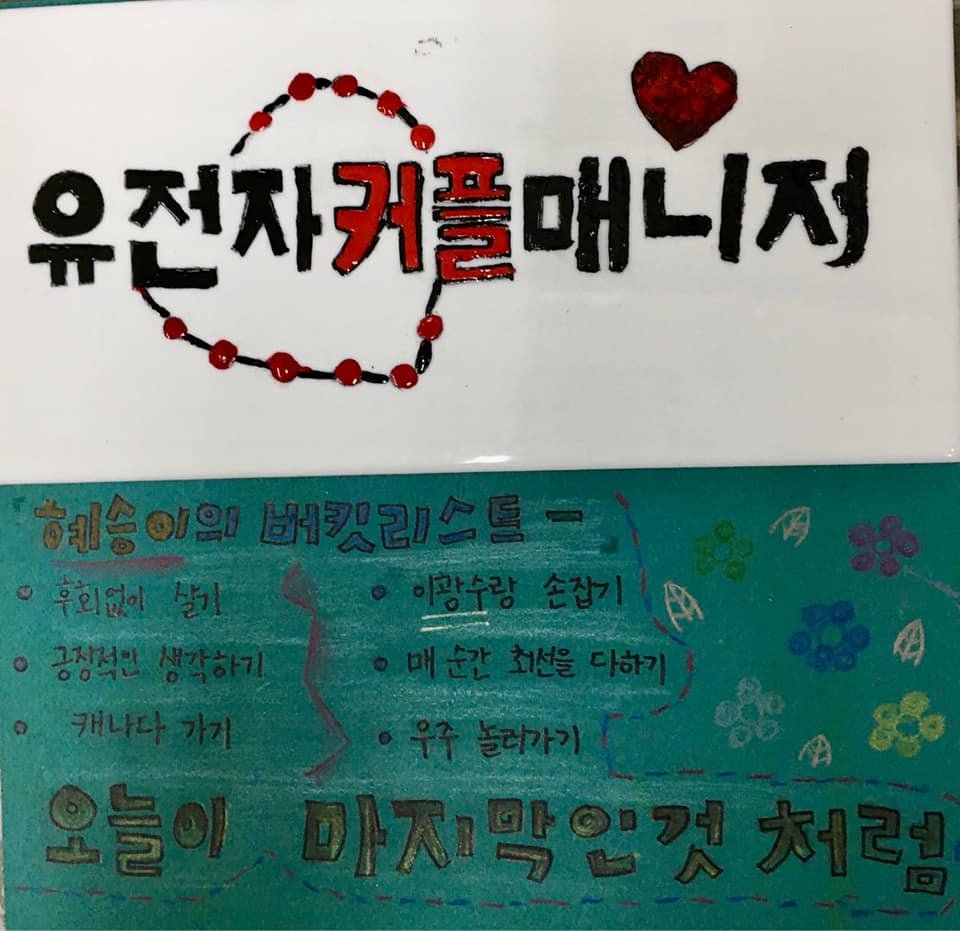 유전자커플매니저
혜승이의 버킷리스트 -
후회없이 살기
긍정적인 생각하기
캐나다 가기
이광수랑 손잡기
매 순간 최선을 다하기
우주 놀러가기
오늘이 마지막인것 처럼